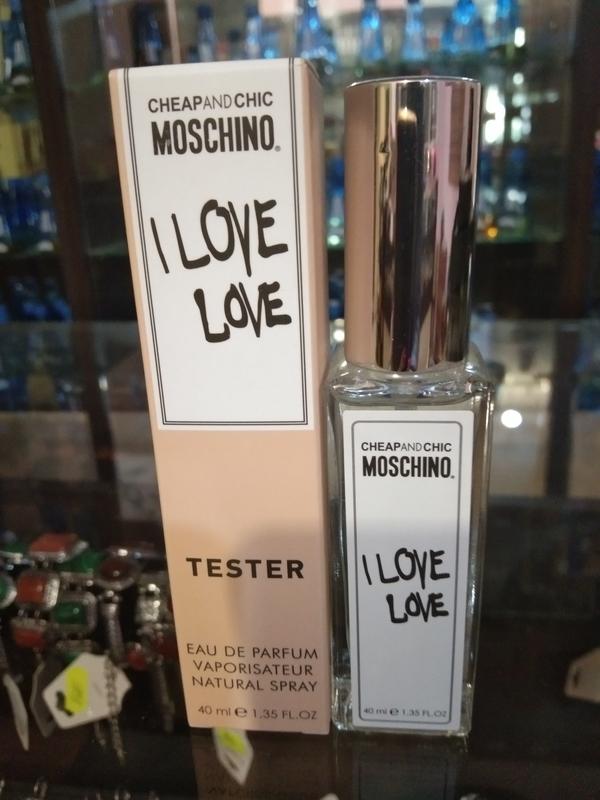 CHEAPANDCHIC
MOSCHINO®
I LOVE
LOVE
TESTER
EAU DE PARFUM
VAPORISATEUR
NATURAL SPRAY
40 ml ℮ 1,35 FL.OZ
CHEAPANDCHIC
MOSCHINO®
I LOVE
LOVE
40 ml ℮ 1,35 FL.OZ